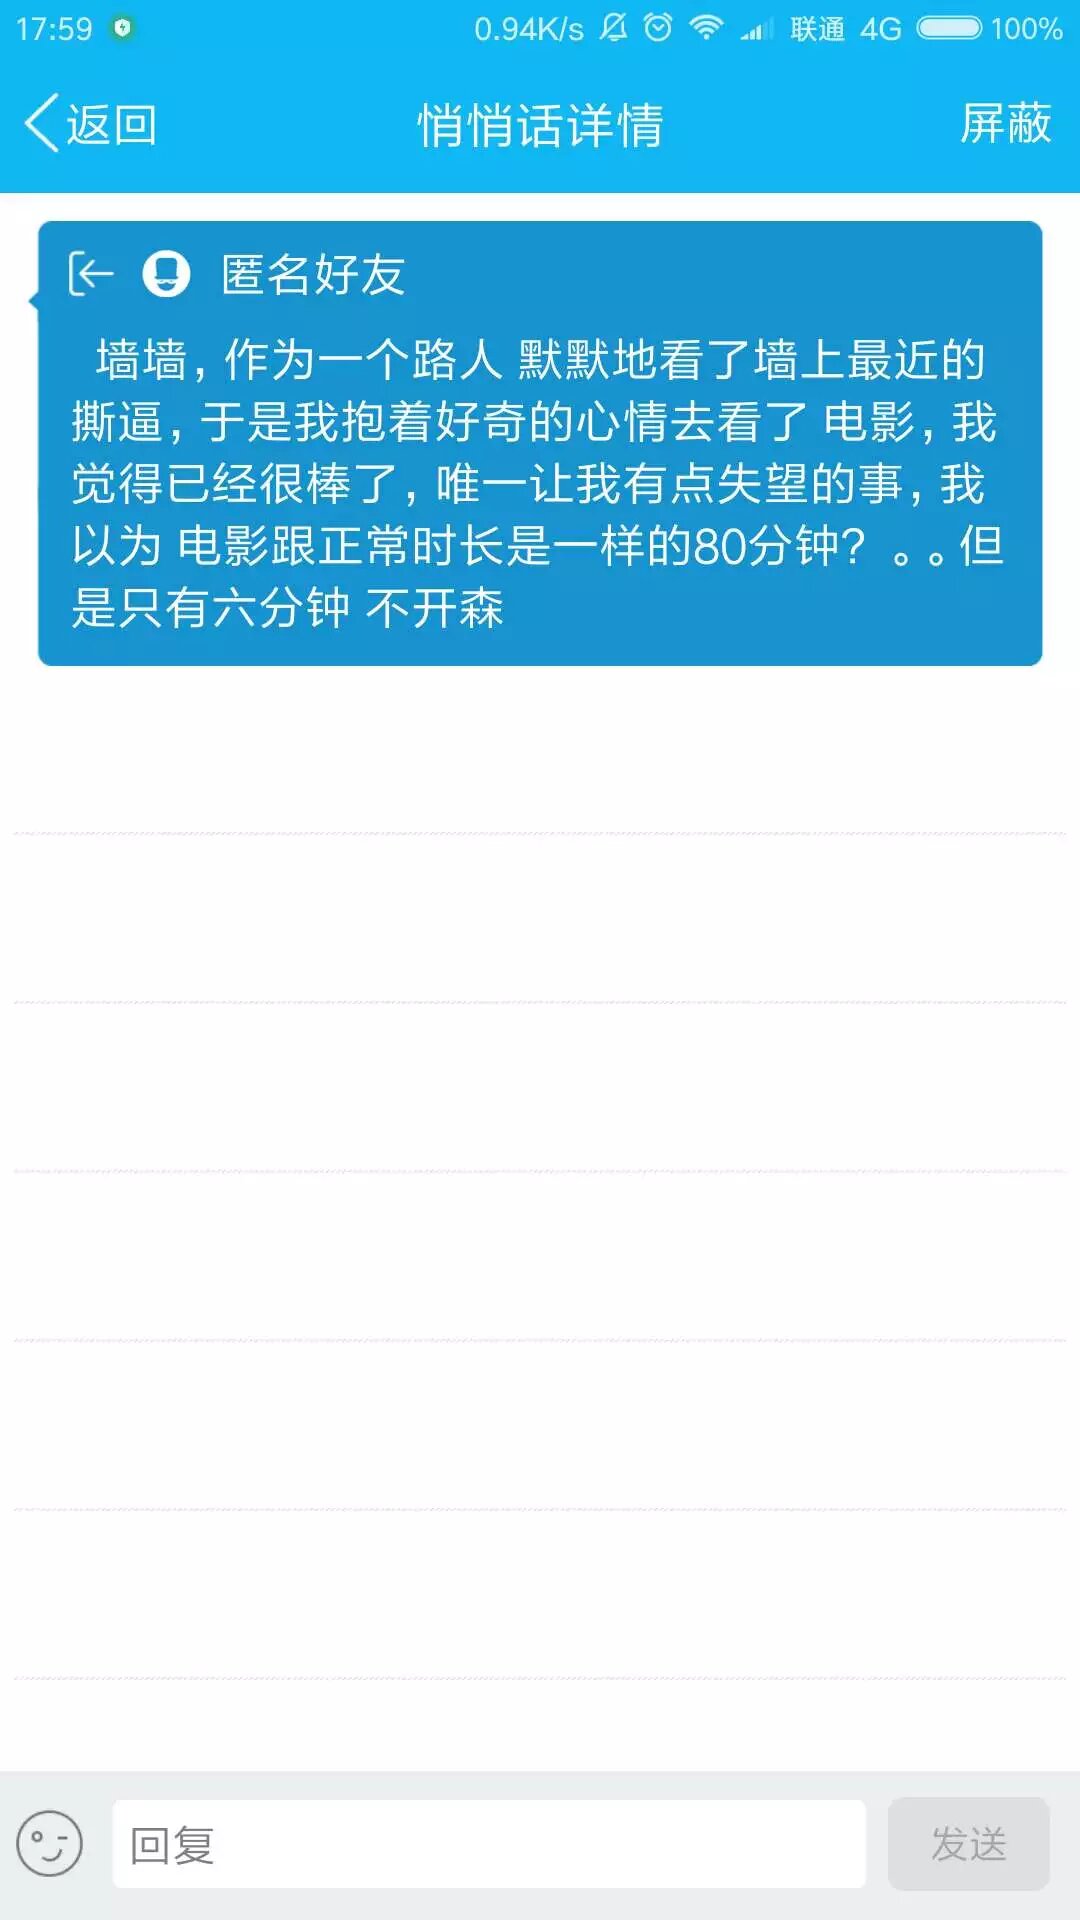 17:59 0.94K/s 联通 4G 100%
返回 悄悄话详情 屏蔽
匿名好友
墙墙，作为一个路人 默默地看了墙上最近的
撕逼，于是我抱着好奇的心情去看了 电影，我
觉得已经很棒了，唯一让我有点失望的事，我
以为 电影跟正常时长是一样的80分钟？。。但
是只有六分钟 不开森
回复 发送